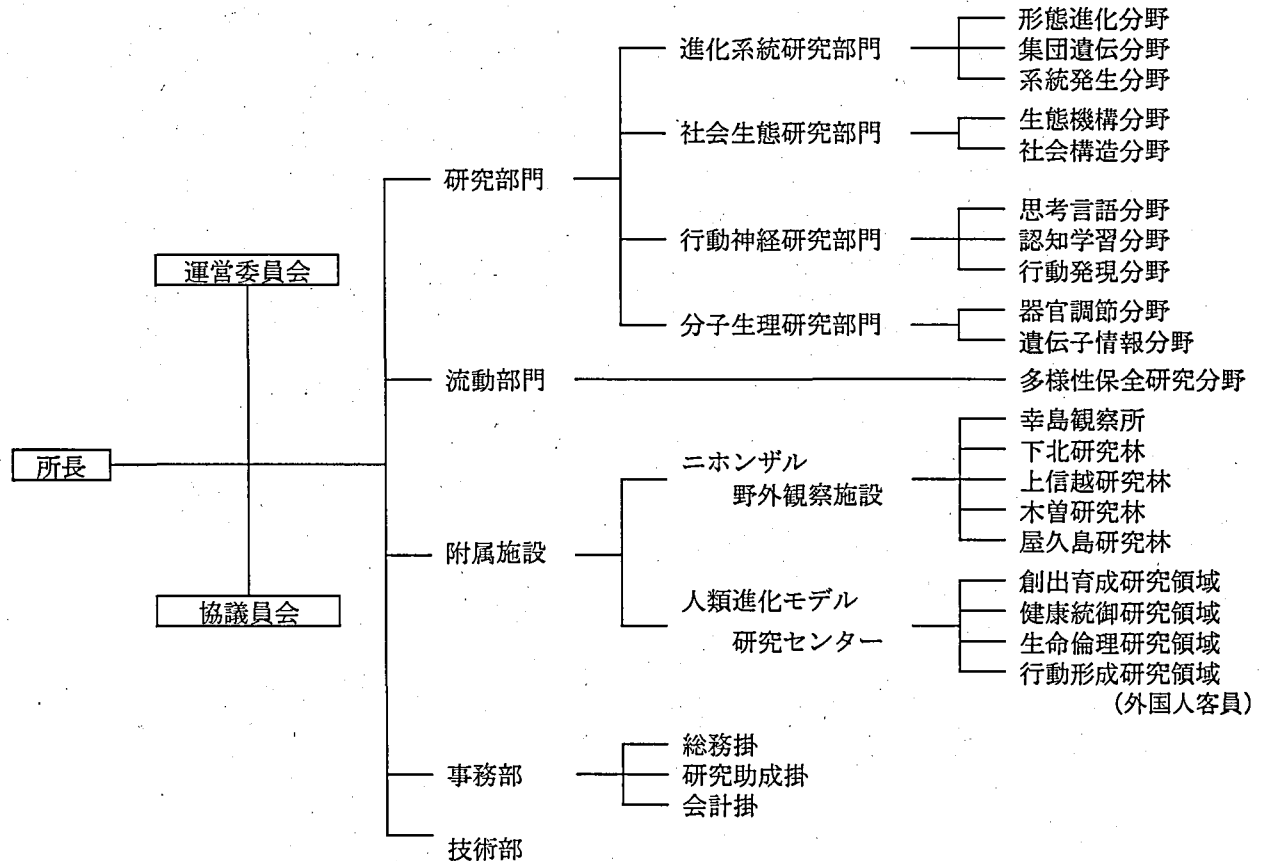 所長
運営委員会
協議員会
研究部門
進化系統研究部門
形態進化分野
集団遺伝分野
系統発生分野
社会生態研究部門
生態機構分野
社会構造分野
行動神経研究部門
思考言語分野
認知学習分野
行動発現分野
分子生理研究部門
器官調節分野
遺伝子情報分野
流動部門
多様性保全研究分野
附属施設
ニホンザル
野外観察施設
幸島観察所
下北研究林
上信越研究林
木曽研究林
屋久島研究林
人類進化モデル
研究センター
創出育成研究領域
健康統御研究領域
生命倫理研究領域
行動形成研究領域
(外国人客員)
事務部
総務掛
研究助成掛
会計掛
技術部